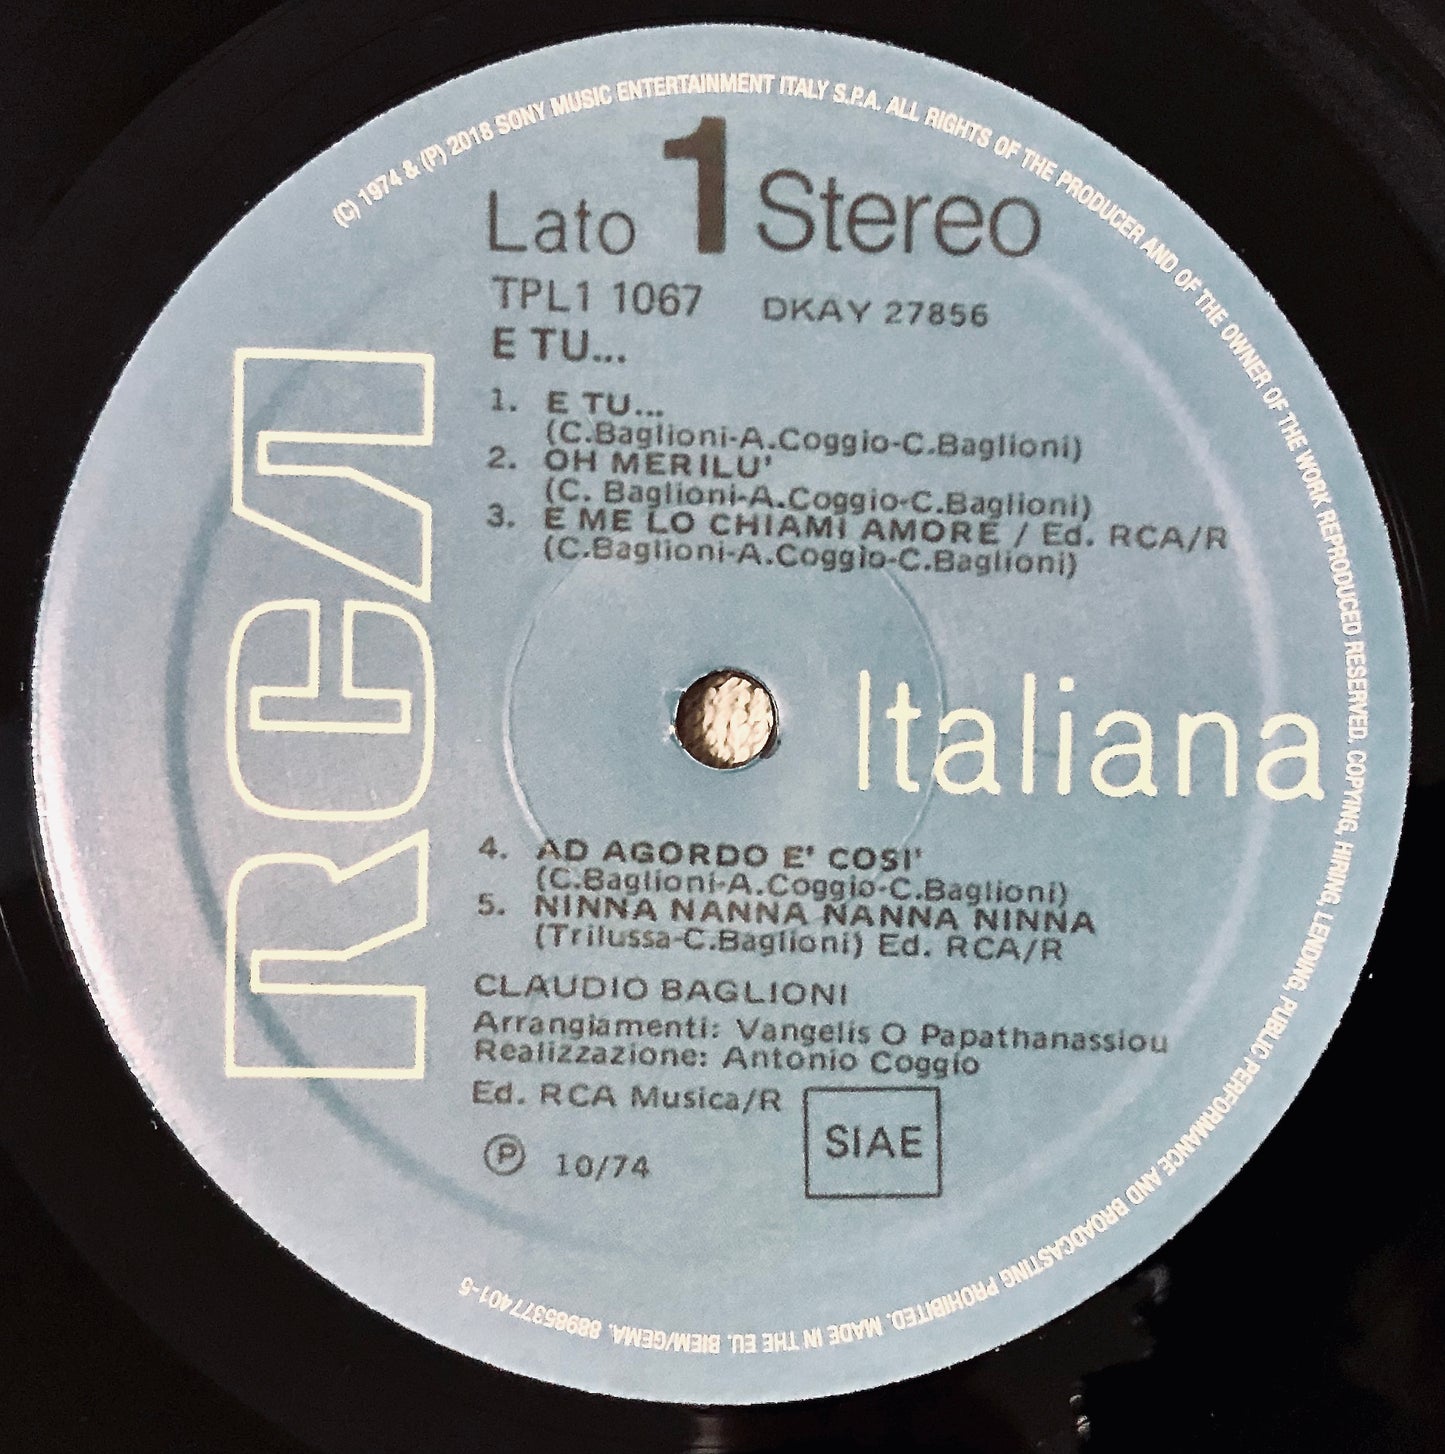 (C) 1974 & (P) 2018 SONY MUSIC ENTERTAINMENT ITALY S.P.A. ALL RIGHTS OF THE PRODUCER AND OF THE OWNER OF THE WORK REPRODUCED RESERVED. COPYING, HIRING, LENDING, PUBLIC PERFORMANCE AND BROADCASTING PROHIBITED. MADE IN THE EU. BIEM/GEMA. 88985377401-5
Lato 1 Stereo
TPL1 1067 DKAY 27856
E TU...
1. E TU...
(C.Baglioni-A.Coggio-C.Baglioni)
2. OH MERILU'
(C. Baglioni-A.Coggio-C.Baglioni)
3. E ME LO CHIAMI AMORE / Ed. RCA/R
(C.Baglioni-A.Coggio-C.Baglioni)
RCA
Italiana
4. AD AGORDO E' COSI'
(C.Baglioni-A.Coggio-C.Baglioni)
5. NINNA NANNA NANNA NINNA
(Trilussa-C.Baglioni) Ed. RCA/R
CLAUDIO BAGLIONI
Arrangiamenti: Vangelis O Papathanassiou
Realizzazione: Antonio Coggio
Ed. RCA Musica/R
SIAE
Ⓟ 10/74